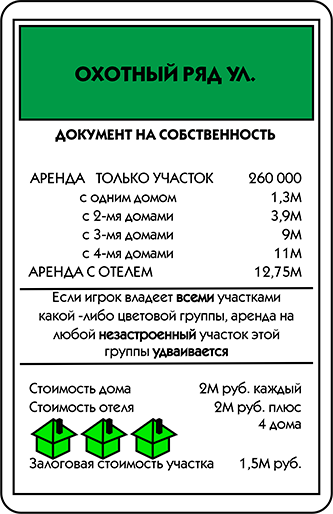 ОХОТНЫЙ РЯД УЛ.
ДОКУМЕНТ НА СОБСТВЕННОСТЬ
АРЕНДА ТОЛЬКО УЧАСТОК 260 000
с одним домом 1,3М
с 2-мя домами 3,9М
с 3-мя домами 9М
с 4-мя домами 11М
АРЕНДА С ОТЕЛЕМ 12,75М
Если игрок владеет всеми участками
какой -либо цветовой группы, аренда на
любой незастроенный участок этой
группы удваивается
Стоимость дома 2М руб. каждый
Стоимость отеля 2М руб. плюс
4 дома
Залоговая стоимость участка 1,5М руб.